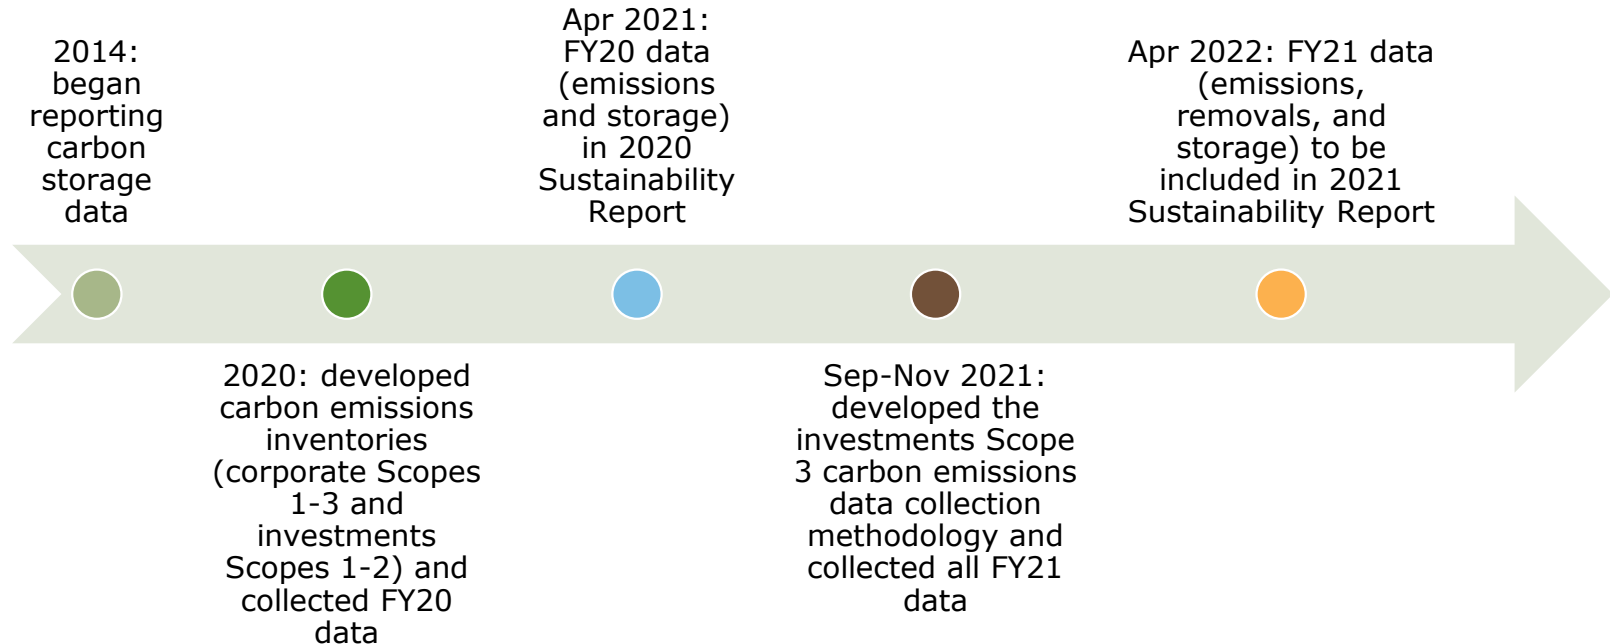 2014:
began
reporting
carbon
storage
data
2020: developed
carbon emissions
inventories
(corporate Scopes
1-3 and
investments
Scopes 1-2) and
collected FY20
data
Apr 2021:
FY20 data
(emissions
and storage)
in 2020
Sustainability
Report
Sep-Nov 2021:
developed the
investments Scope
3 carbon emissions
data collection
methodology and
collected all FY21
data
Apr 2022: FY21 data
(emissions,
removals, and
storage) to be
included in 2021
Sustainability Report